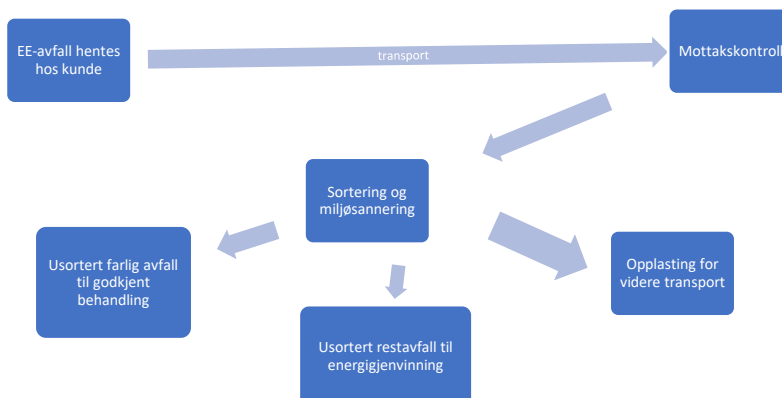 EE-avfall hentes
hos kunde
transport
Mottakskontroll
Sortering og
miljøsannering
Usortert farlig avfall
til godkjent
behandling
Opplasting for
videre transport
Usortert restavfall til
energigjenvinning